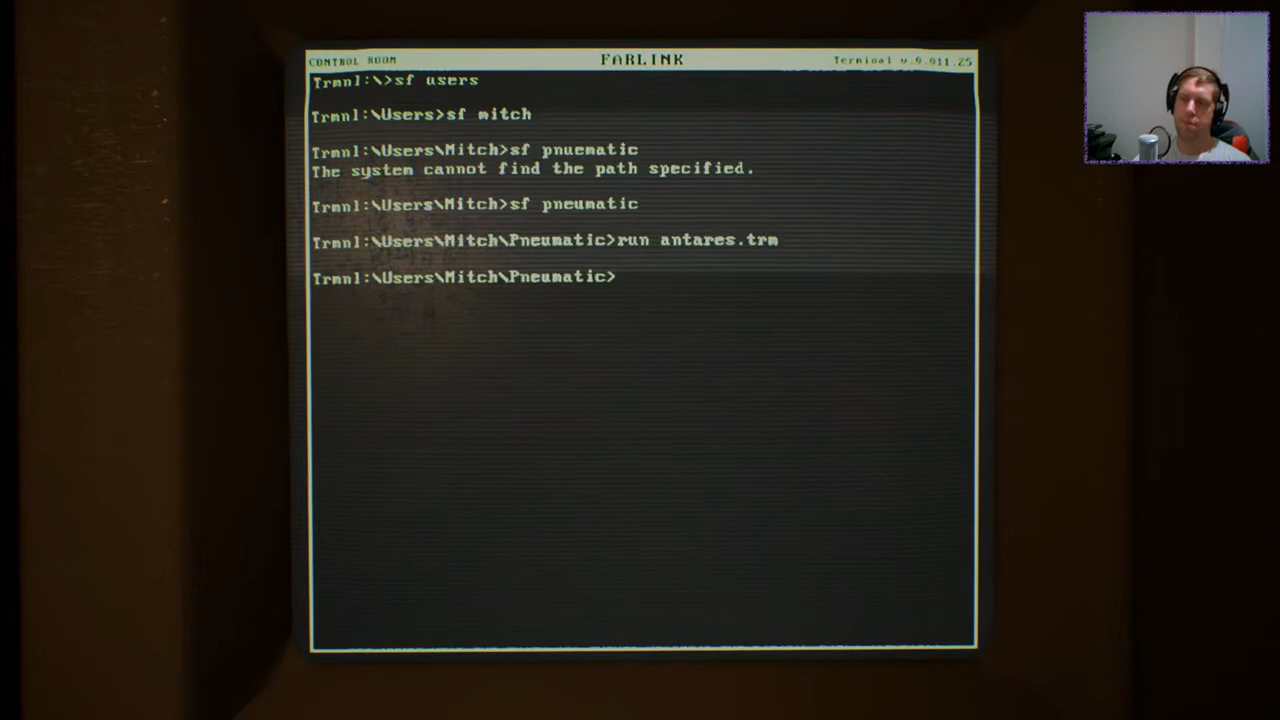 CONTROL ROOM FARLINK Terminal v.9.011.25
Trmnl:\>sf users
Trmnl:\Users>sf mitch
Trmnl:\Users\Mitch>sf pnuematic
The system cannot find the path specified.
Trmnl:\Users\Mitch>sf pneumatic
Trmnl:\Users\Mitch\Pneumatic>run antares.trm
Trmnl:\Users\Mitch\Pneumatic>